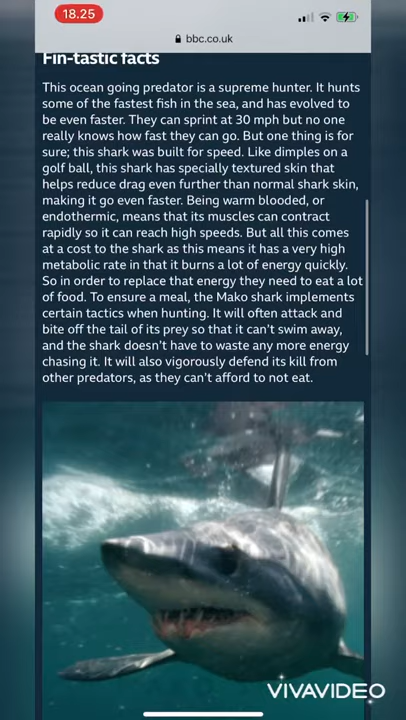 18.25
bbc.co.uk
Fin-tastic facts
This ocean going predator is a supreme hunter. It hunts
some of the fastest fish in the sea, and has evolved to
be even faster. They can sprint at 30 mph but no one
really knows how fast they can go. But one thing is for
sure; this shark was built for speed. Like dimples on a
golf ball, this shark has specially textured skin that
helps reduce drag even further than normal shark skin,
making it go even faster. Being warm blooded, or
endothermic, means that its muscles can contract
rapidly so it can reach high speeds. But all this comes
at a cost to the shark as this means it has a very high
metabolic rate in that it burns a lot of energy quickly.
So in order to replace that energy they need to eat a lot
of food. To ensure a meal, the Mako shark implements
certain tactics when hunting. It will often attack and
bite off the tail of its prey so that it can't swim away,
and the shark doesn't have to waste any more energy
chasing it. It will also vigorously defend its kill from
other predators, as they can't afford to not eat.
VIVAVIDEO